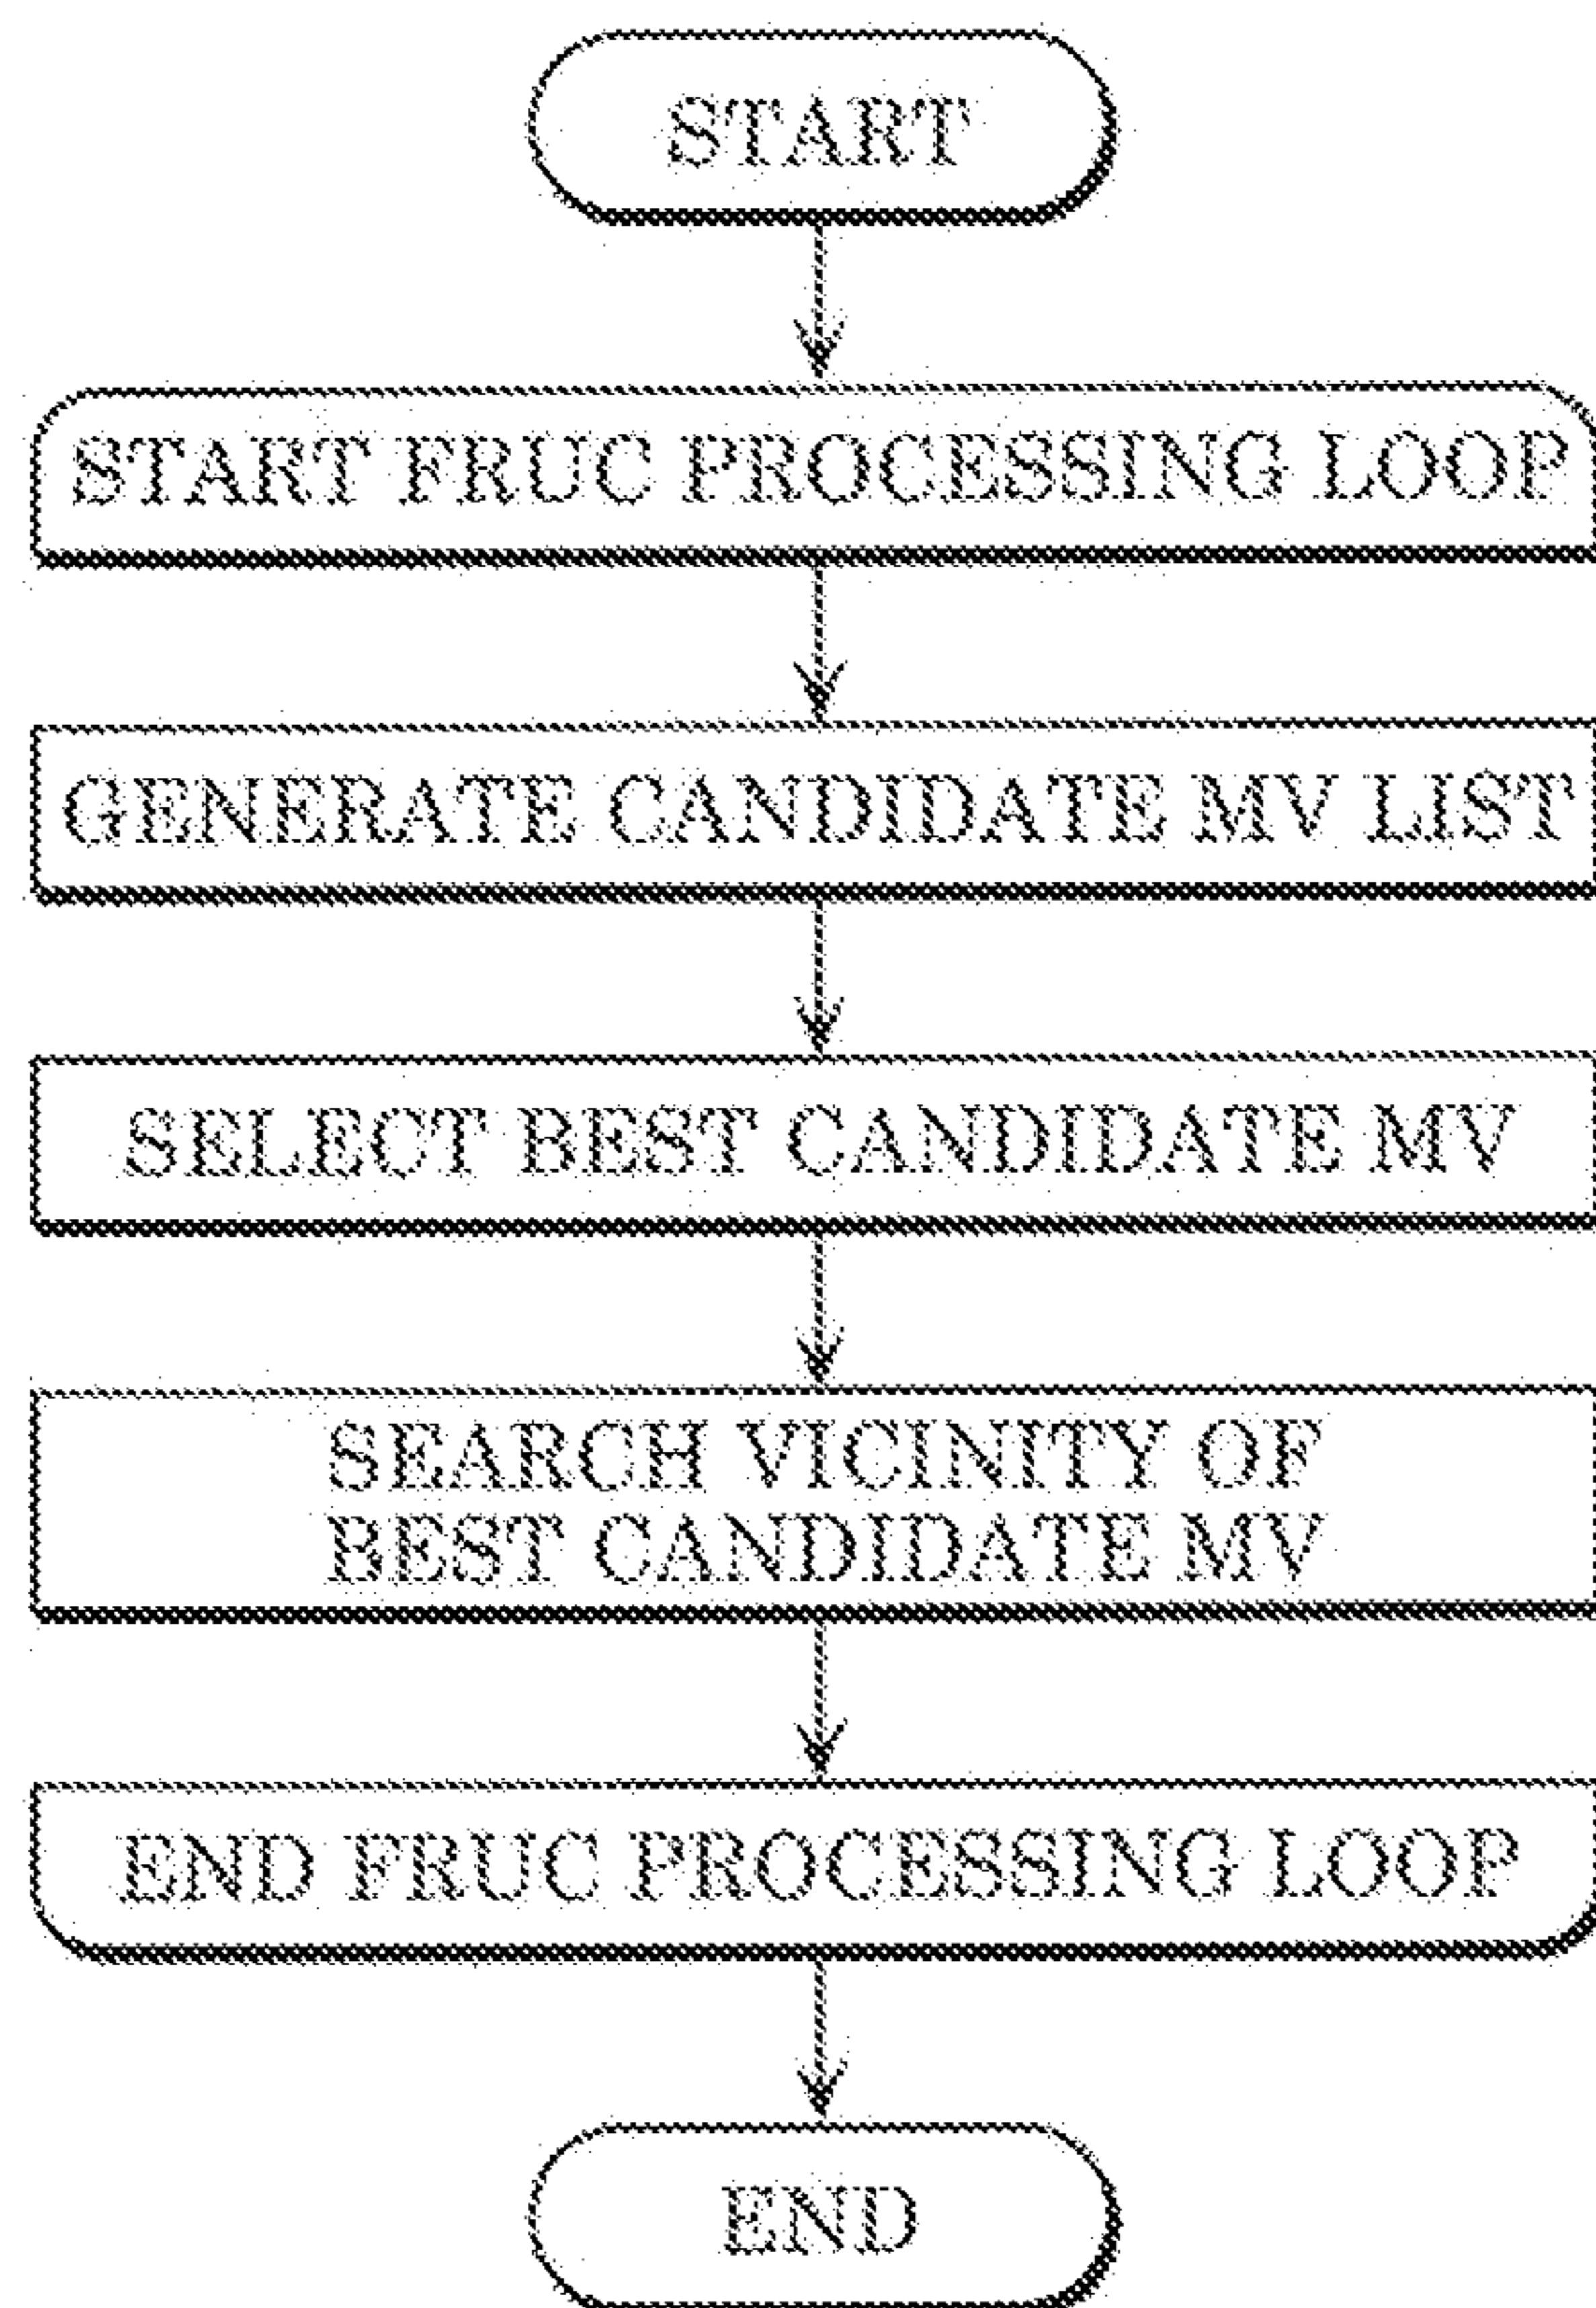 START
START FRUC PROCESSING LOOP
GENERATE CANDIDATE MV LIST
SELECT BEST CANDIDATE MV
SEARCH VICINITY OF
BEST CANDIDATE MV
END FRUC PROCESSING LOOP
END